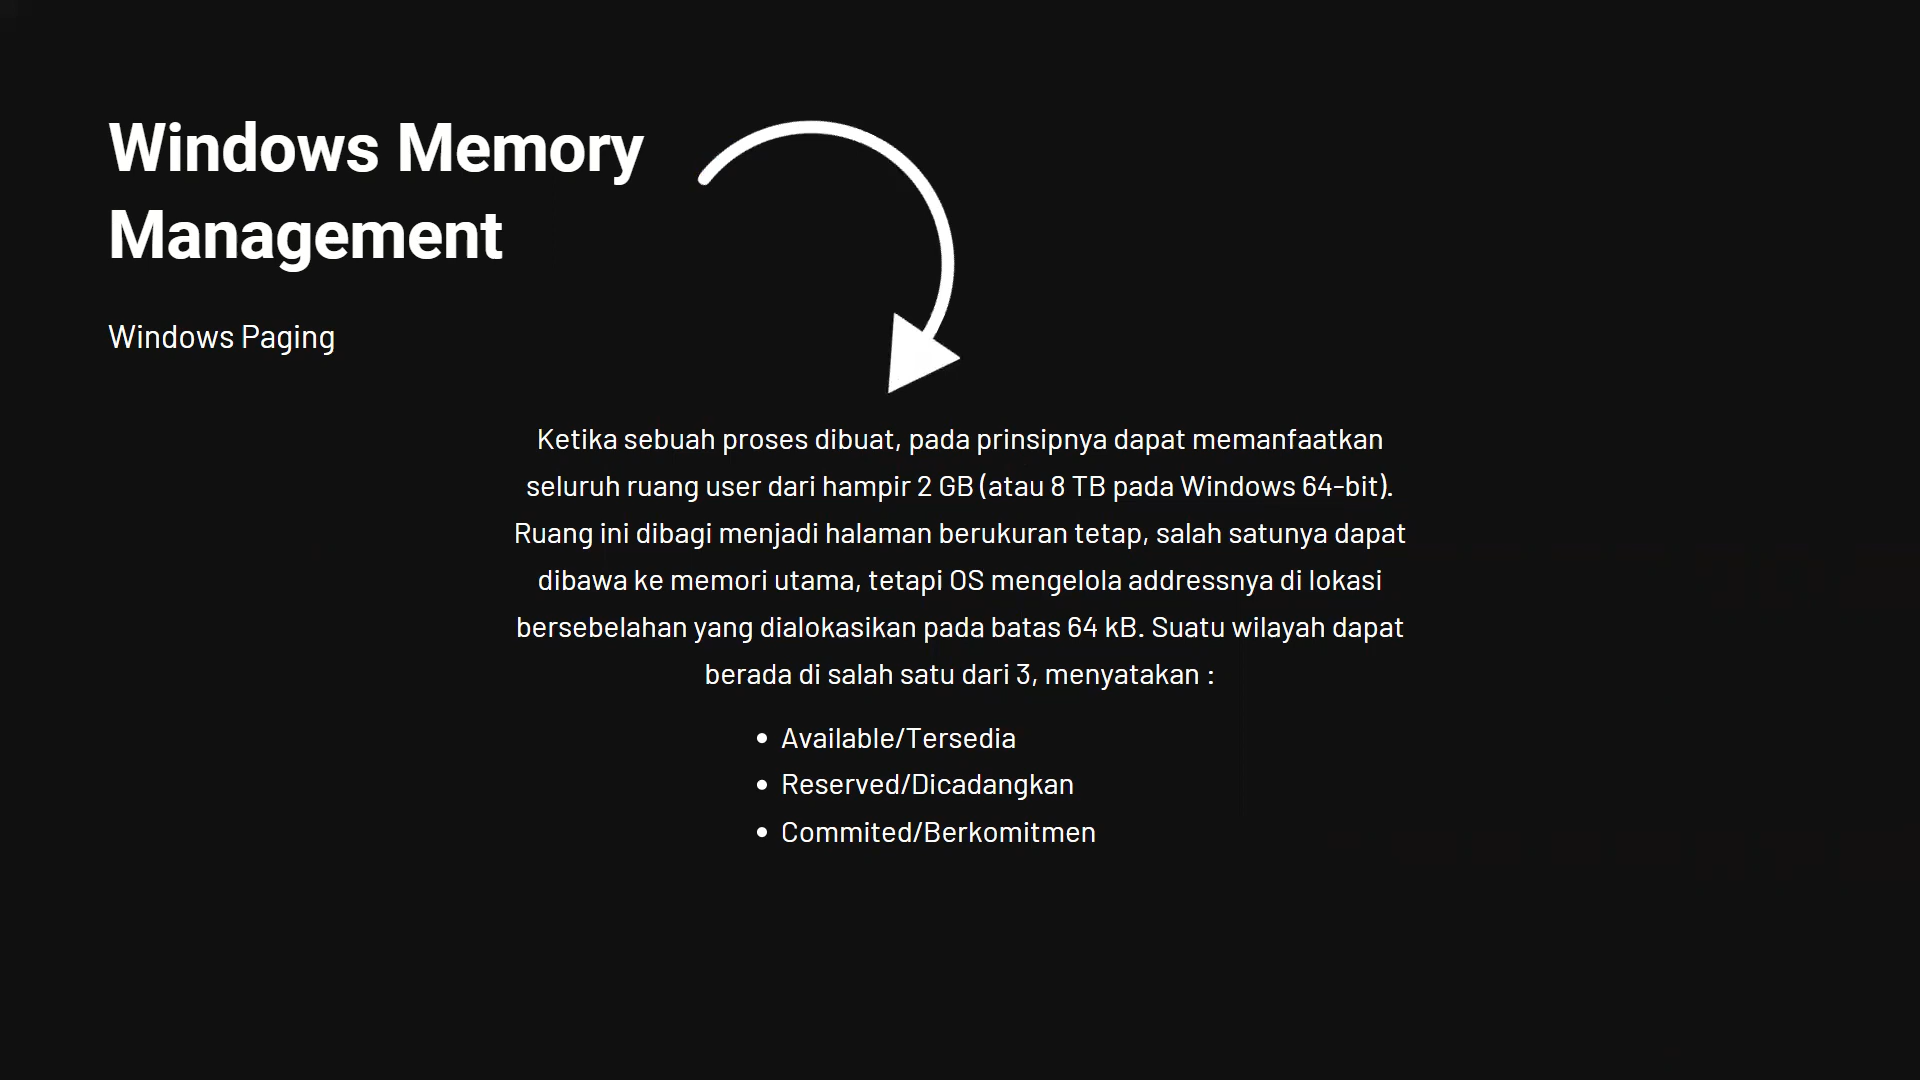 Windows Memory
Management
Windows Paging
Ketika sebuah proses dibuat, pada prinsipnya dapat memanfaatkan
seluruh ruang user dari hampir 2 GB (atau 8 TB pada Windows 64-bit).
Ruang ini dibagi menjadi halaman berukuran tetap, salah satunya dapat
dibawa ke memori utama, tetapi OS mengelola addressnya di lokasi
bersebelahan yang dialokasikan pada batas 64 kB. Suatu wilayah dapat
berada di salah satu dari 3, menyatakan :
• Available/Tersedia
• Reserved/Dicadangkan
• Commited/Berkomitmen